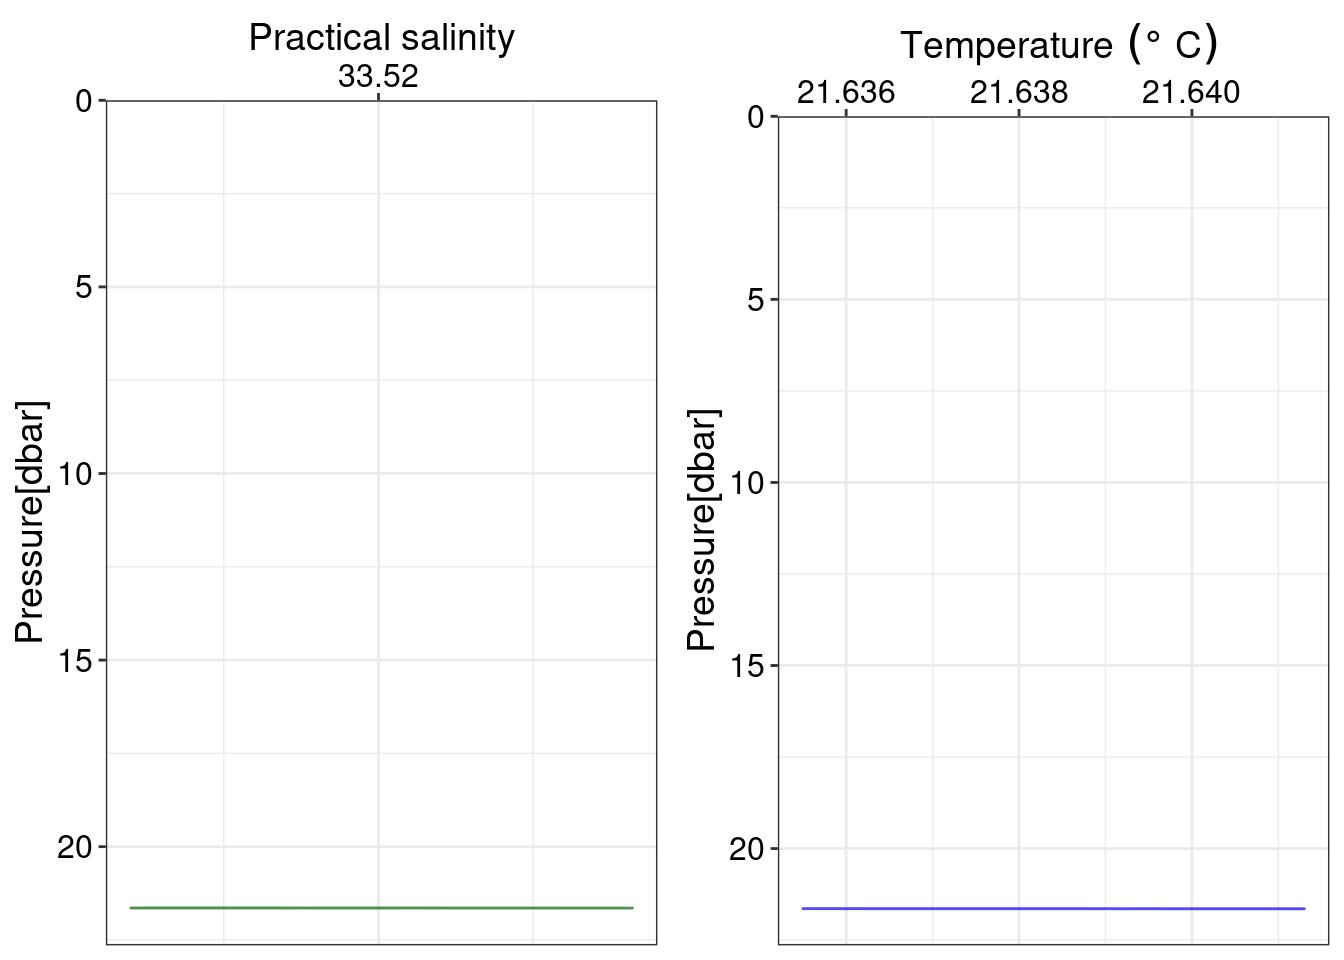 Practical salinity
33.52
0
5
10
15
20
Pressure[dbar]
Temperature (° C)
21.636 21.638 21.640
0
5
10
15
20
Pressure[dbar]